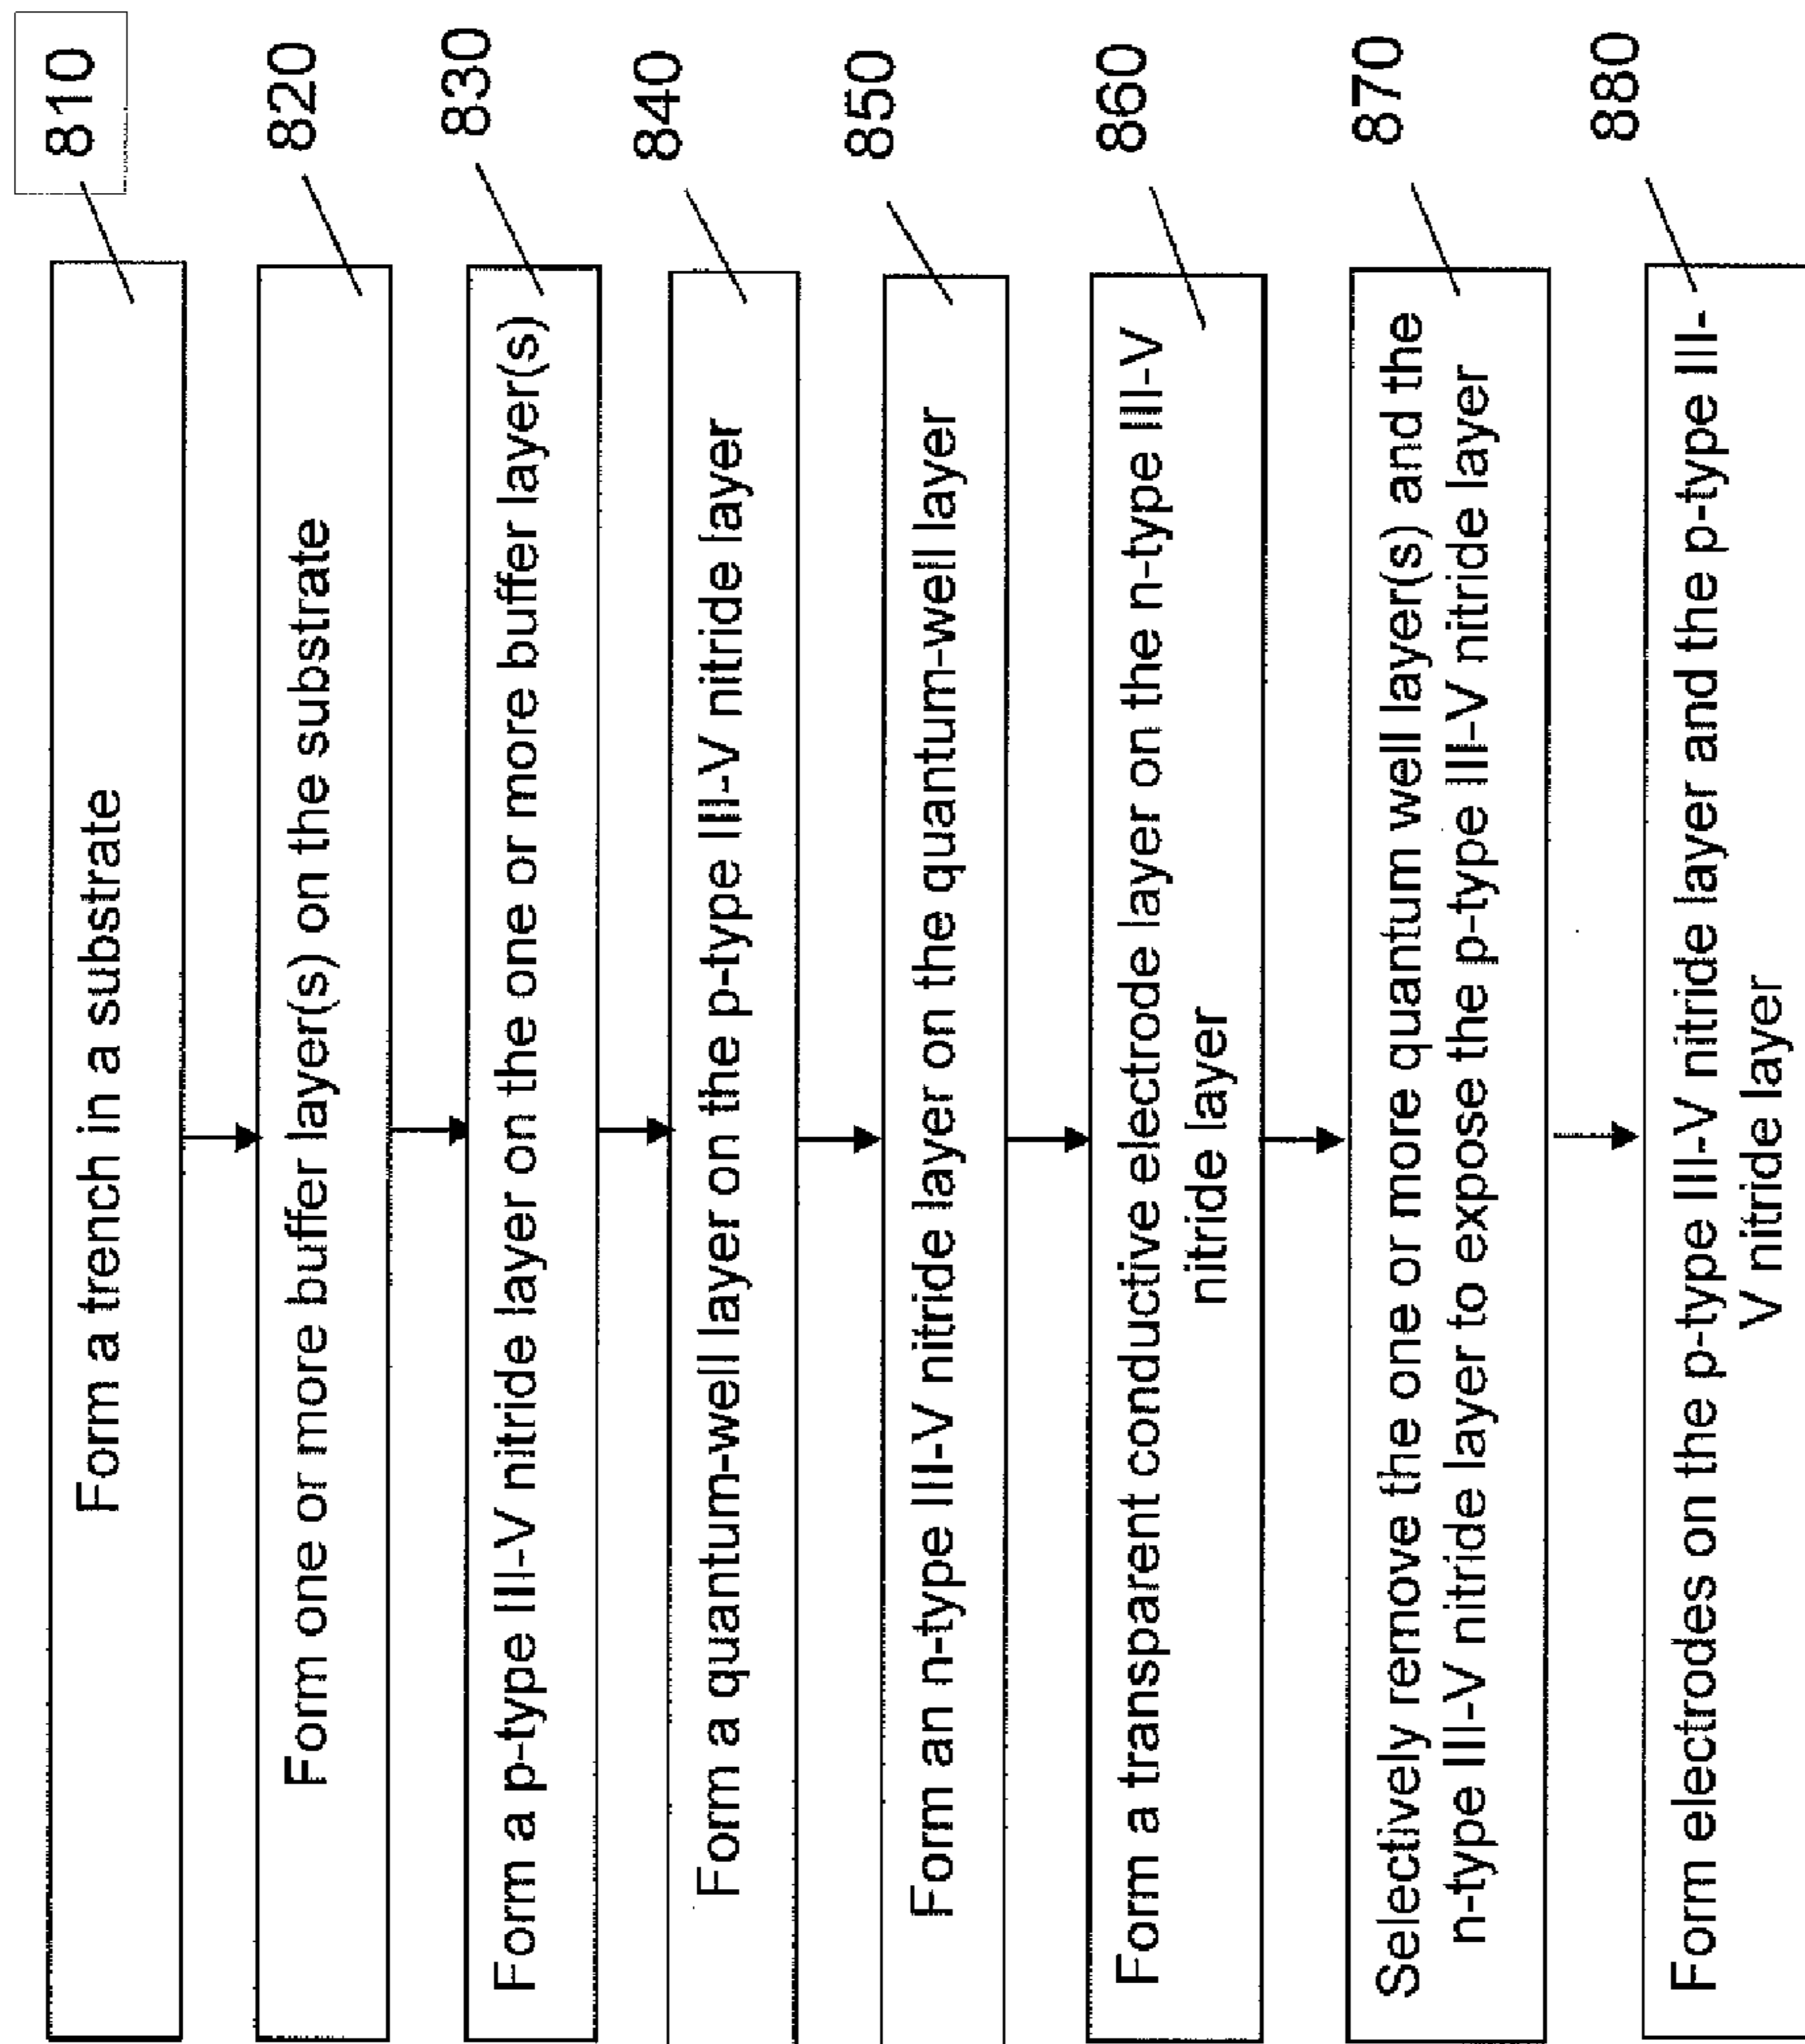 810
Form a trench in a substrate
820
Form one or more buffer layer(s) on the substrate
830
Form a p-type III-V nitride layer on the one or more buffer layer(s)
840
Form a quantum-well layer on the p-type III-V nitride layer
850
Form an n-type III-V nitride layer on the quantum-well layer
860
Form a transparent conductive electrode layer on the n-type III-V
nitride layer
870
Selectively remove the one or more quantum well layer(s) and the
n-type III-V nitride layer to expose the p-type III-V nitride layer
880
Form electrodes on the p-type III-V nitride layer and the p-type III-
V nitride layer